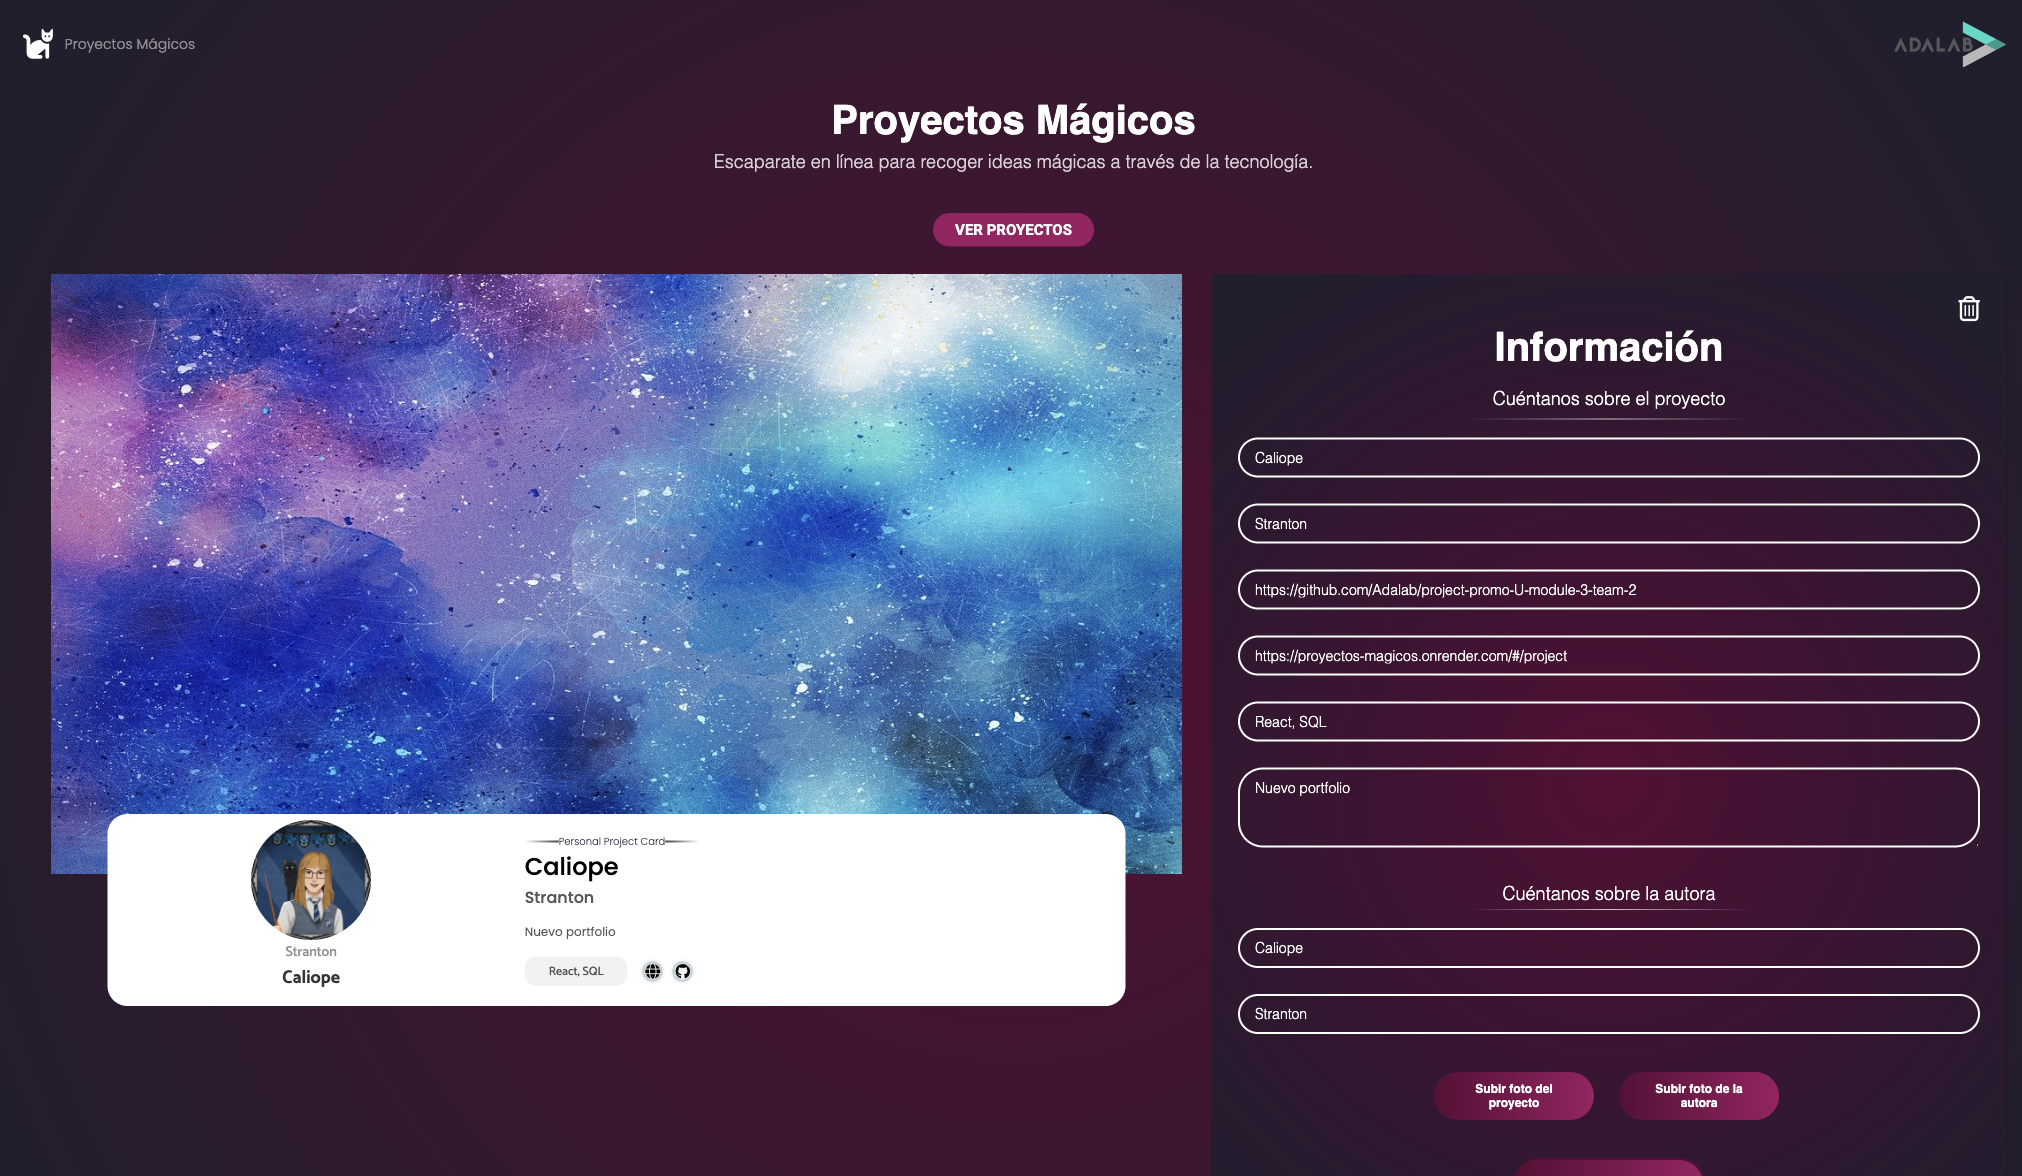 Proyectos Mágicos
ADALAB
Proyectos Mágicos
Escaparate en línea para recoger ideas mágicas a través de la tecnología.
VER PROYECTOS
Personal Project Card
Caliope
Stranton
Nuevo portfolio
React, SQL
Stranton
Caliope
Información
Cuéntanos sobre el proyecto
Caliope
Stranton
https://github.com/Adalab/project-promo-U-module-3-team-2
https://proyectos-magicos.onrender.com/#/project
React, SQL
Nuevo portfolio
Cuéntanos sobre la autora
Caliope
Stranton
Subir foto del
proyecto
Subir foto de la
autora